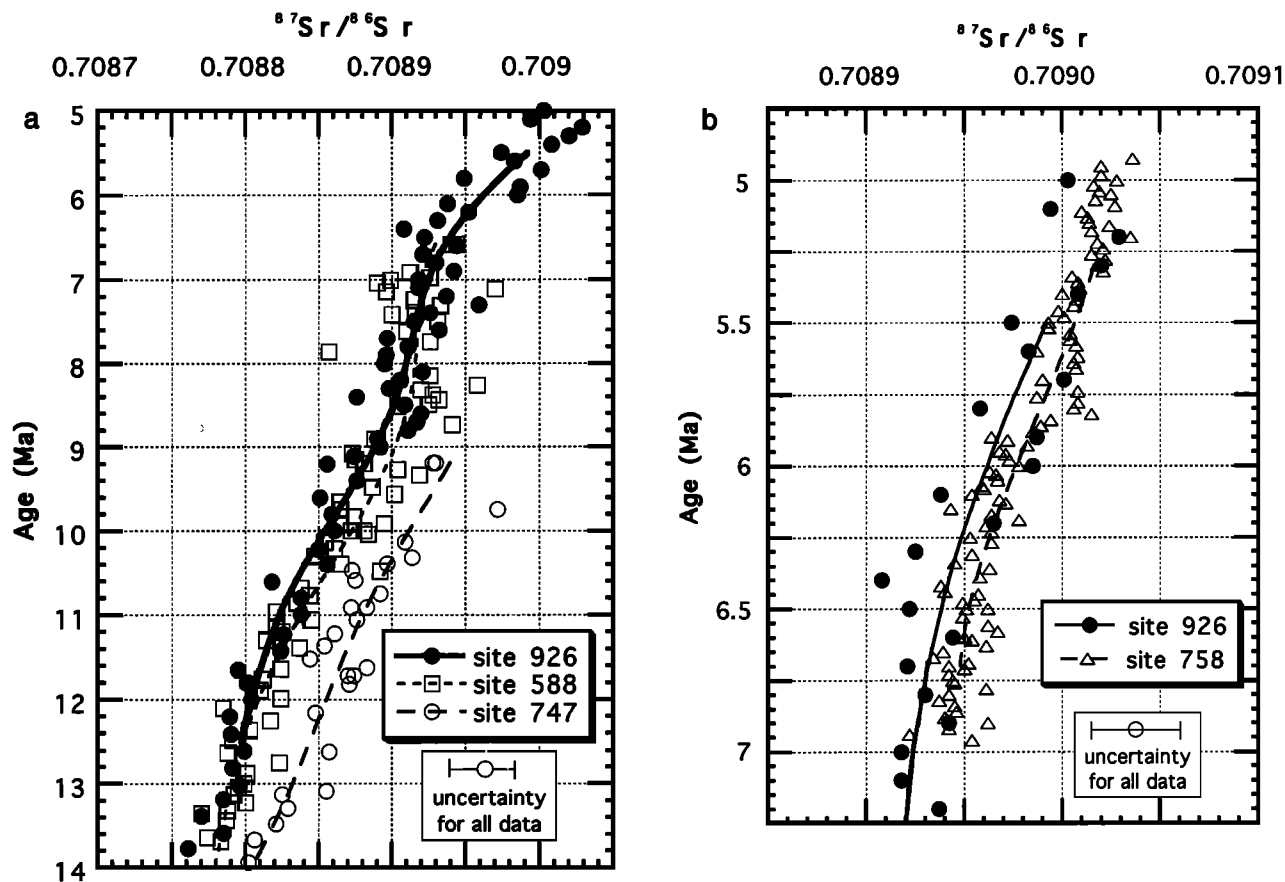 87Sr/86Sr
0.7087 0.7088 0.7089 0.709
a
5
6
7
8
9
10
11
12
13
14
Age (Ma)
site 926
site 588
site 747
uncertainty
for all data
87Sr/86Sr
0.7089 0.7090 0.7091
b
5
5.5
6
6.5
7
Age (Ma)
site 926
site 758
uncertainty
for all data